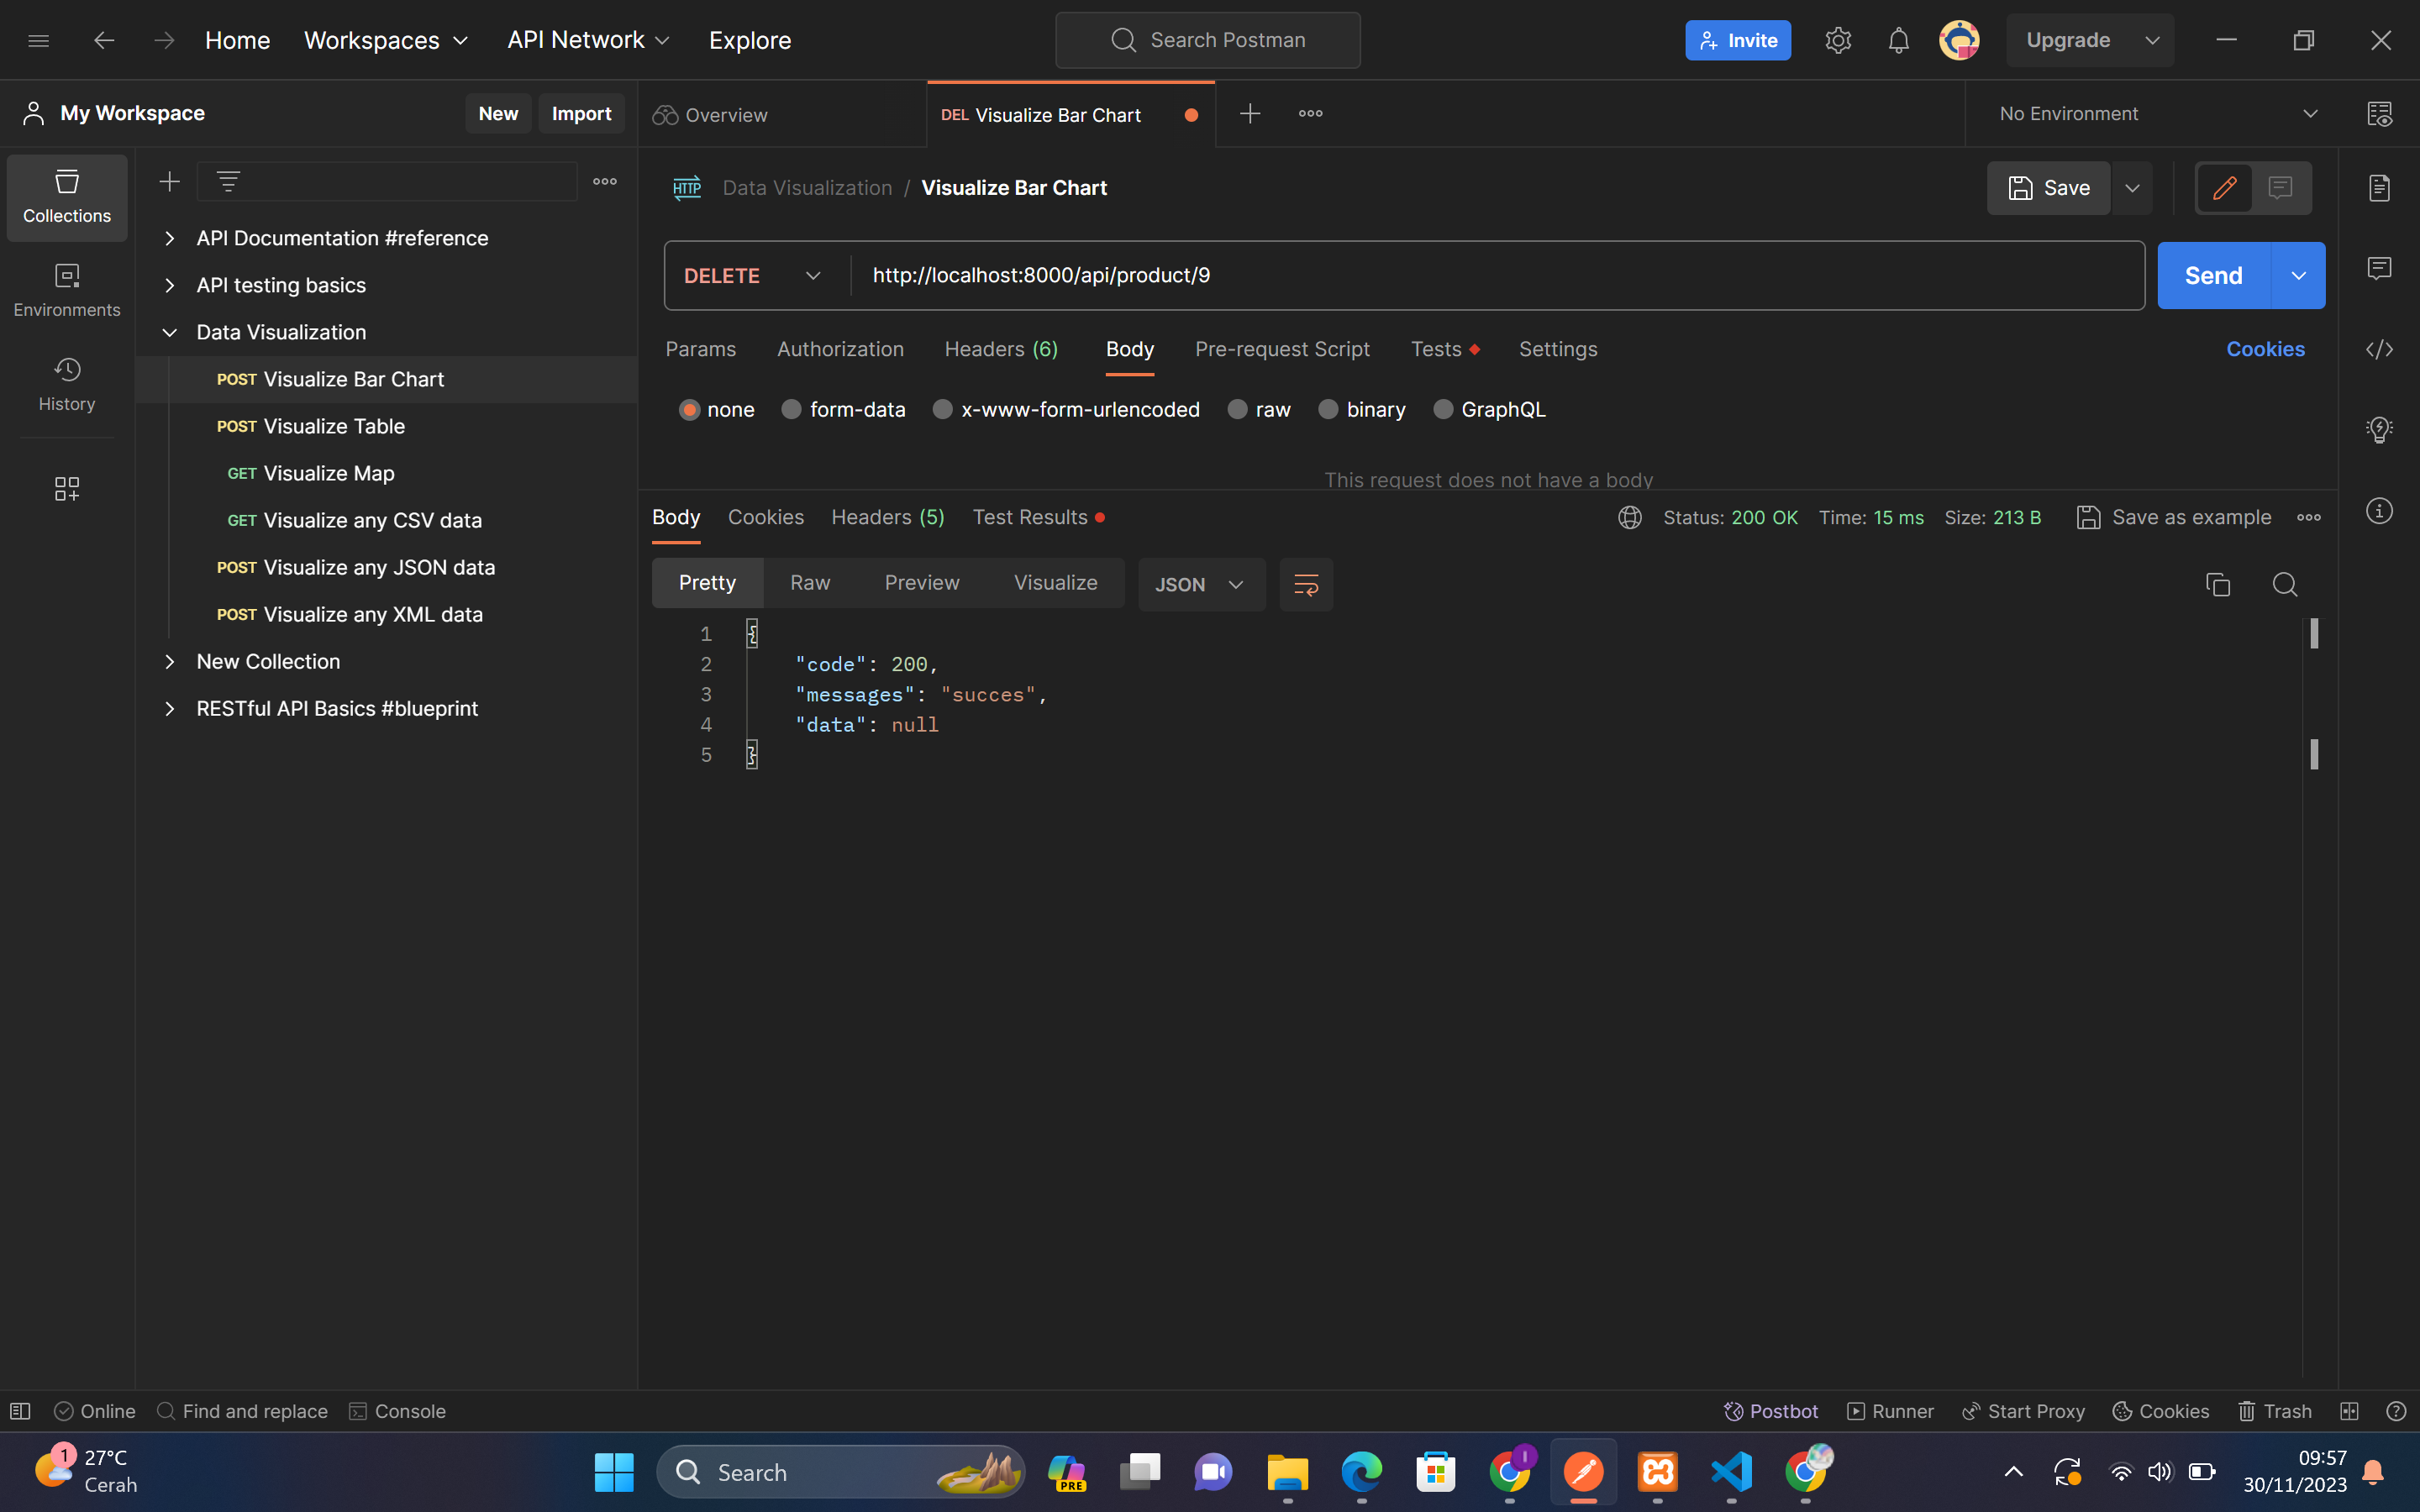 Home Workspaces API Network Explore Search Postman Invite Upgrade
My Workspace New Import
Overview DEL Visualize Bar Chart No Environment
Collections
Environments
History
API Documentation #reference
API testing basics
Data Visualization
POST Visualize Bar Chart
POST Visualize Table
GET Visualize Map
GET Visualize any CSV data
POST Visualize any JSON data
POST Visualize any XML data
New Collection
RESTful API Basics #blueprint
HTTP Data Visualization / Visualize Bar Chart Save
DELETE http://localhost:8000/api/product/9 Send
Params Authorization Headers (6) Body Pre-request Script Tests Settings Cookies
none form-data x-www-form-urlencoded raw binary GraphQL
This request does not have a body
Body Cookies Headers (5) Test Results Status: 200 OK Time: 15 ms Size: 213 B Save as example
Pretty Raw Preview Visualize JSON
1 {
2 "code": 200,
3 "messages": "succes",
4 "data": null
5 }
Online Find and replace Console Postbot Runner Start Proxy Cookies Trash
1 27°C
Cerah
Search
PRE
I
09:57
30/11/2023